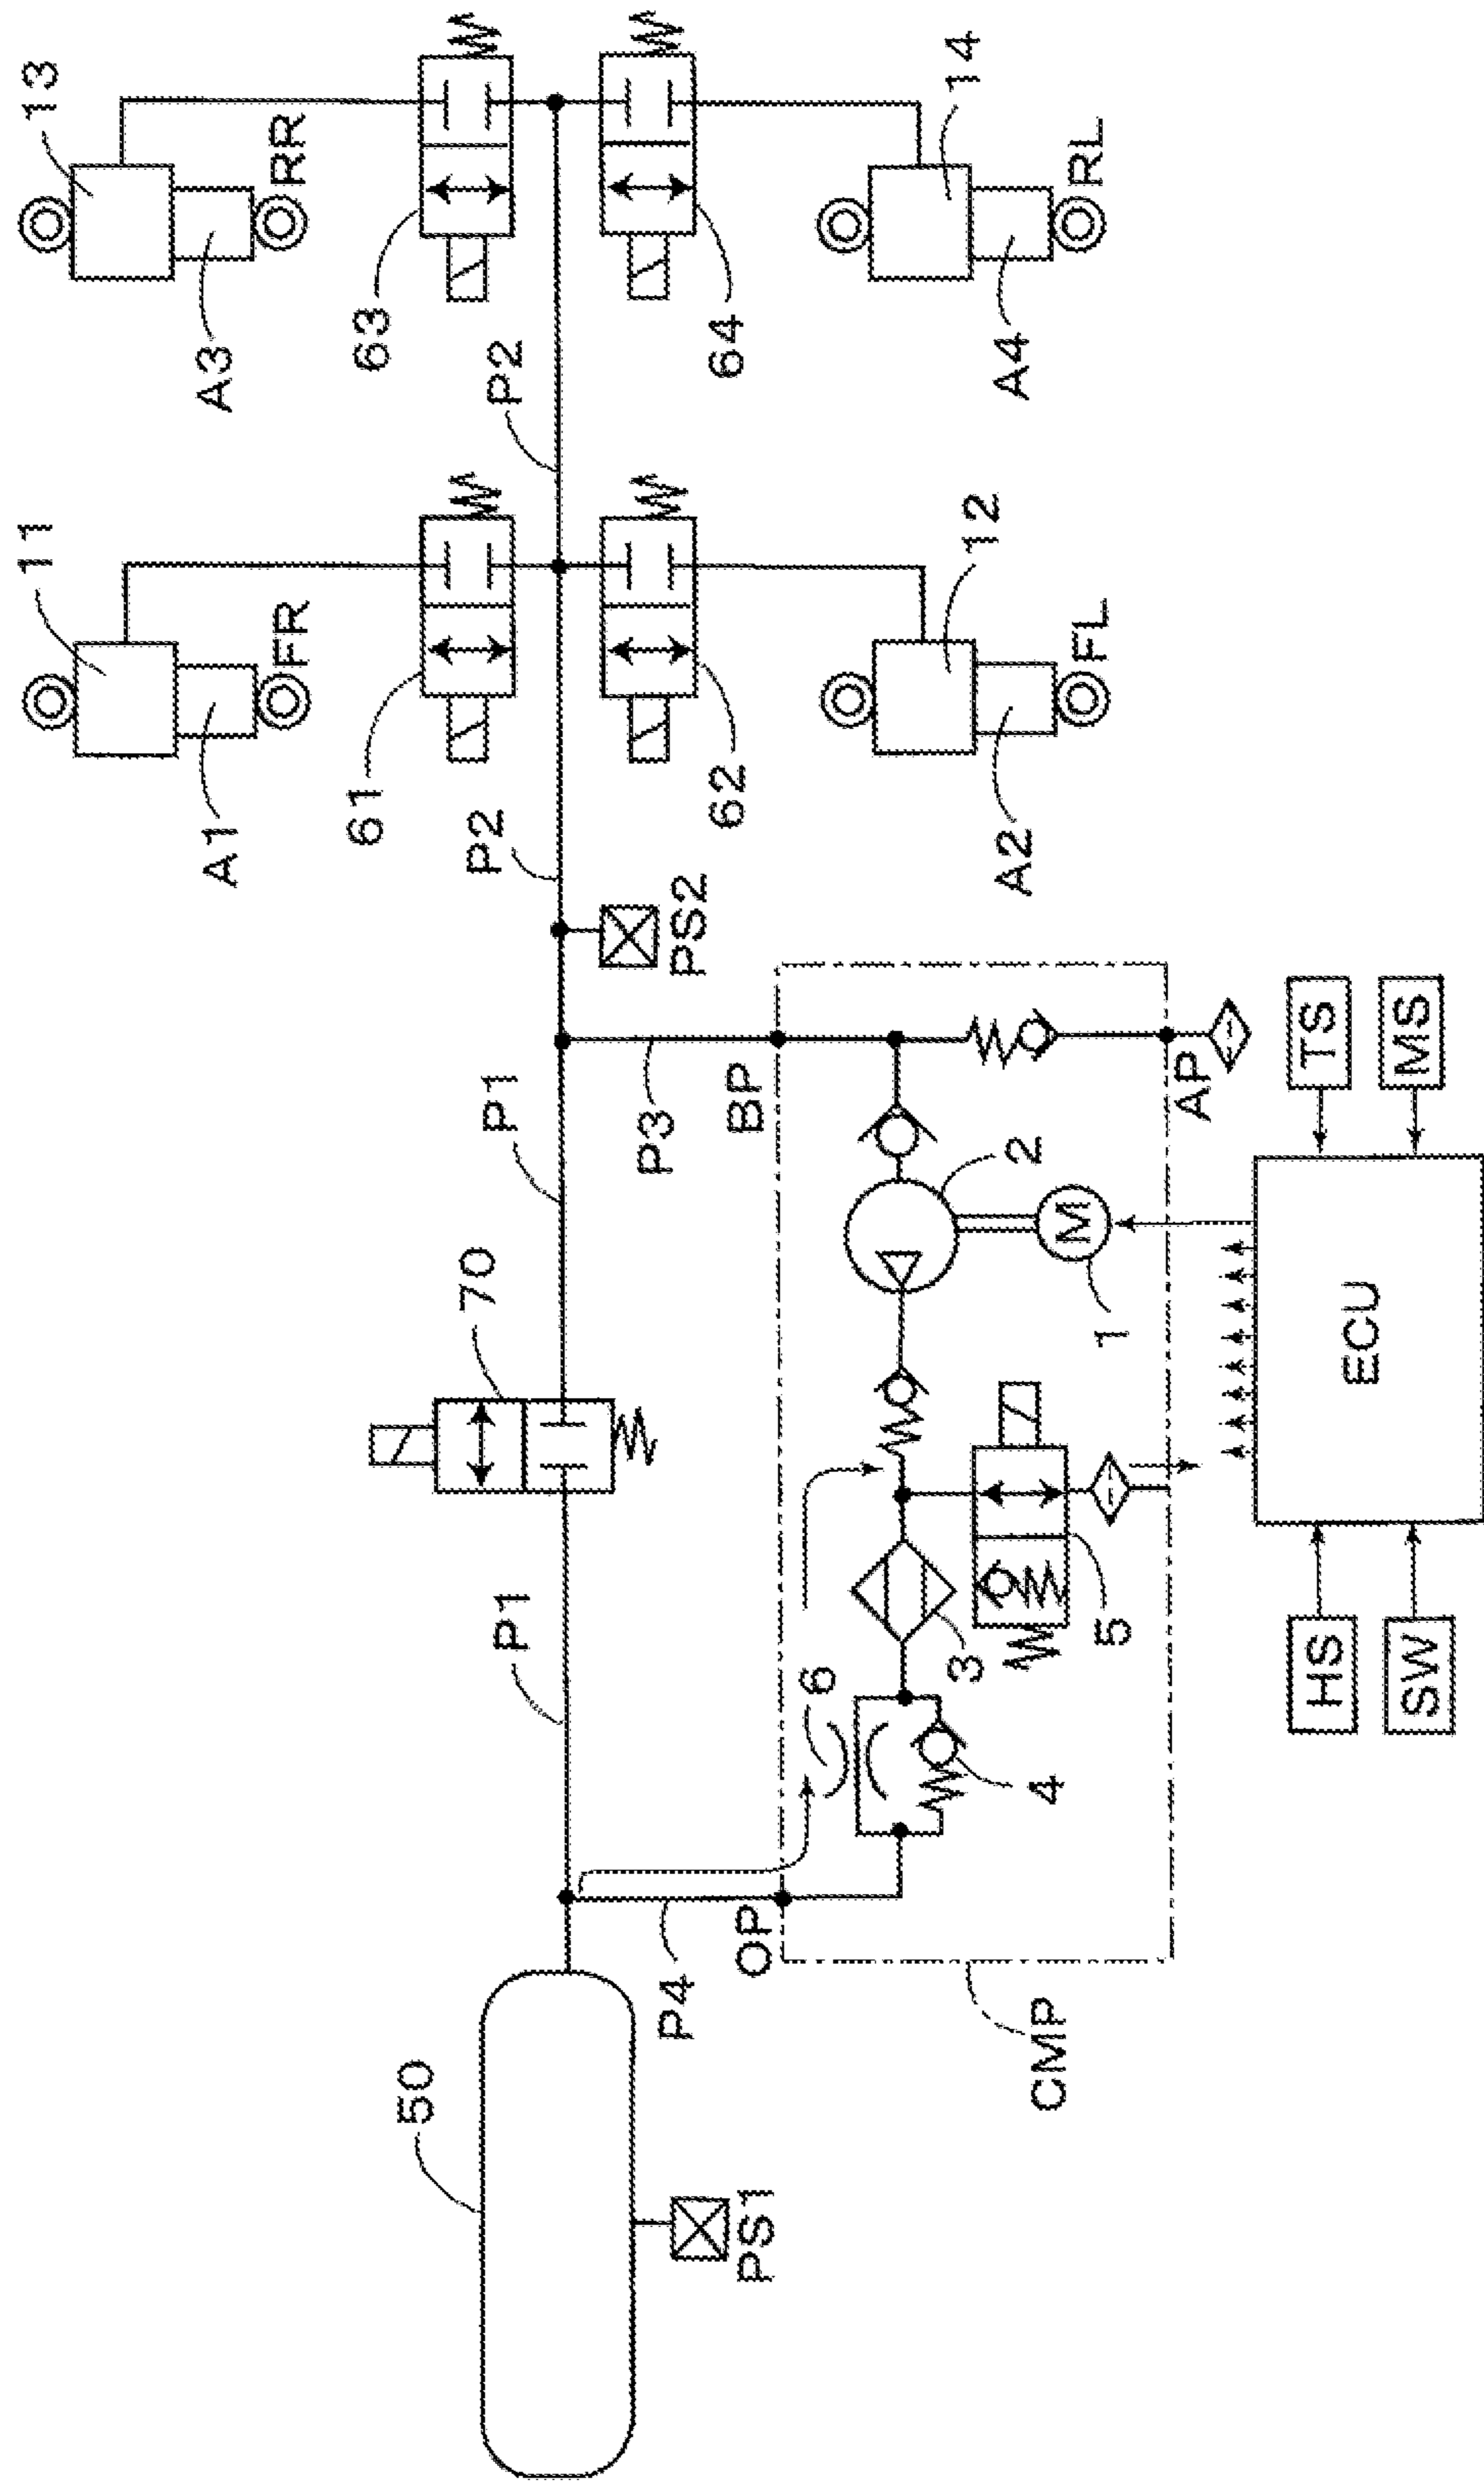 50
PS1
P4
OP
CMP
P1
P1
70
6
3
4
5
1
2
M
P3
BP
AP
PS2
P2
P2
61
62
63
64
11
A1
FR
12
A2
FL
13
A3
RR
14
A4
RL
HS
SW
ECU
TS
MS